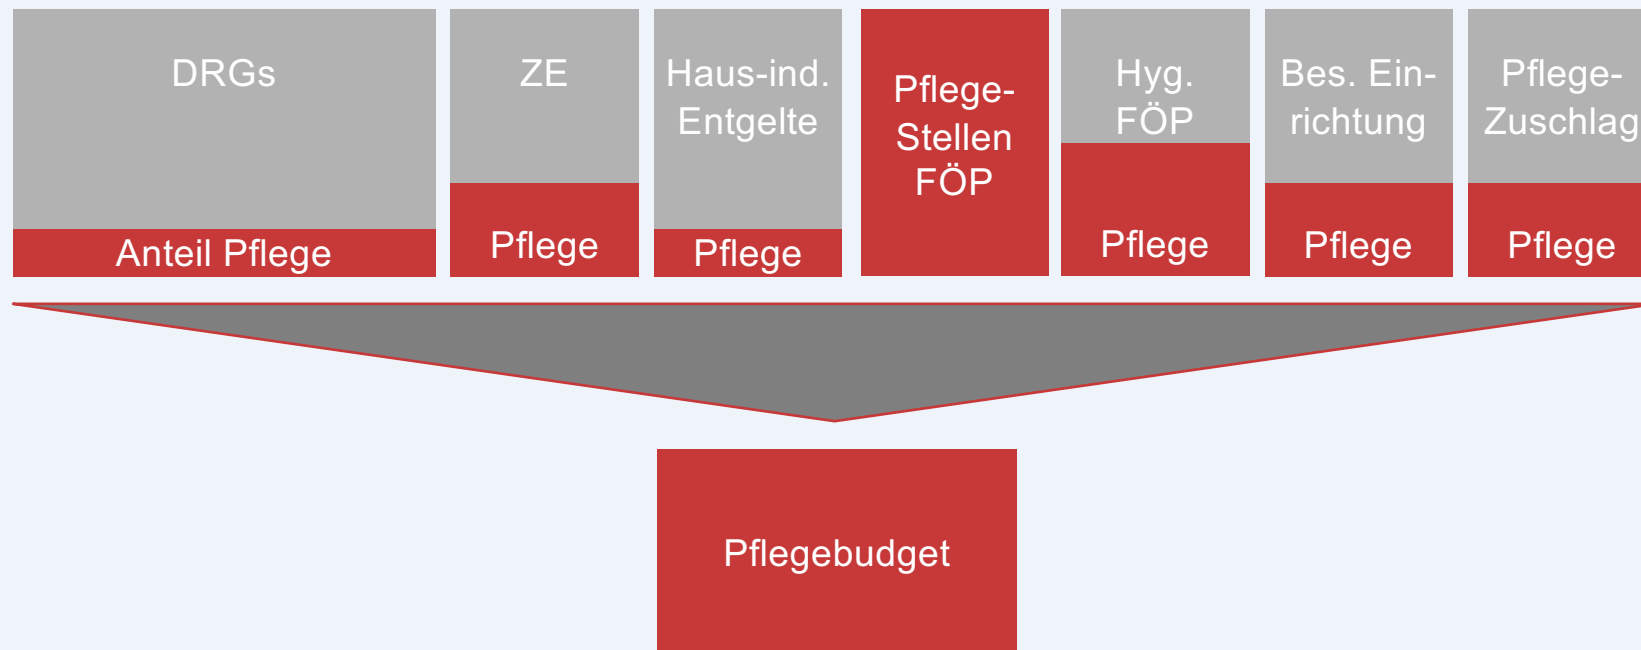 DRGs
Anteil Pflege
ZE
Pflege
Haus-ind.
Entgelte
Pflege
Pflege-
Stellen
FÖP
Hyg.
FÖP
Pflege
Bes. Ein-
richtung
Pflege
Pflege-
Zuschlag
Pflege
Pflegebudget